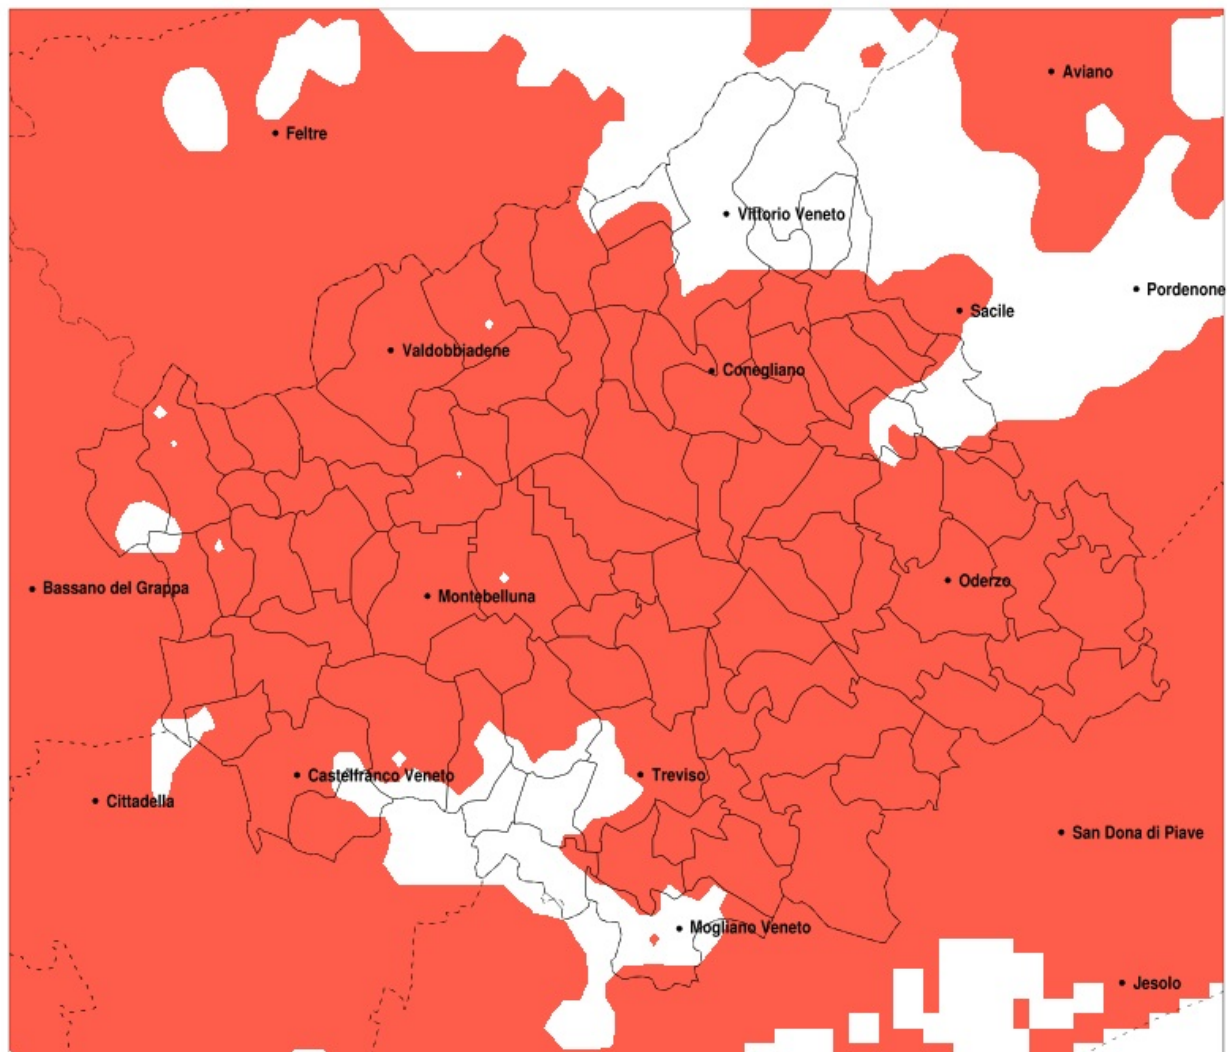 Aviano
Feltre
Vittorio Veneto
Pordenone
Sacile
Valdobbiadene
Conegliano
Bassano del Grappa
Montebelluna
Oderzo
Castelfranco Veneto
Treviso
Cittadella
San Dona di Piave
Mogliano Veneto
Jesolo